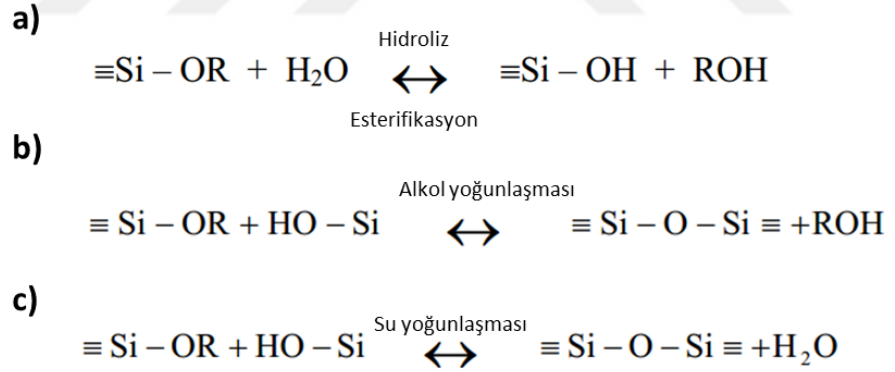 a)
Hidroliz
≡Si – OR + H₂O ↔ ≡Si – OH + ROH
Esterifikasyon
b)
Alkol yoğunlaşması
≡ Si – OR + HO – Si ↔ ≡ Si – O – Si ≡ +ROH
c)
Su yoğunlaşması
≡ Si – OR + HO – Si ↔ ≡ Si – O – Si ≡ +H₂O